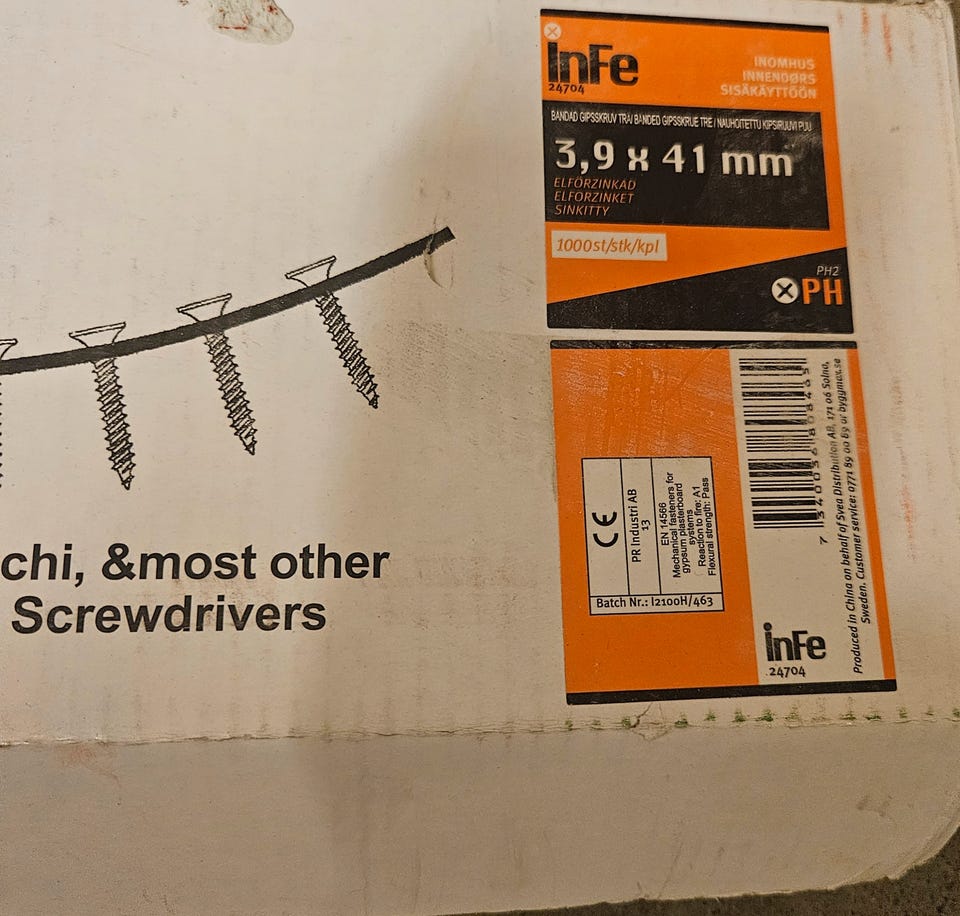 InFe
24704
INOMHUS
INNENDØRS
SISÄKÄYTTÖÖN
BANDAD GIPSSKRUV TRÄ/ BANDED GIPSSKRUE TRE / NAUHOITETTU KIPSIRUUVI PUU
3,9 x 41 mm
ELFÖRZINKAD
ELFORZINKET
SINKITTY
1000st/stk/kpl
PH2
PH
chi, &most other
Screwdrivers
CE
PR Industri AB
13
EN 14566
Mechanical fasteners for
gypsum plasterboard
systems
Reaction to fire: A1
Flexural strength: Pass
Batch Nr.: I2100H/463
7 340036 808465
InFe
24704
Produced in China on behalf of Svea Distribution AB, 171 06 Solna,
Sweden. Customer service: 0771 89 00 89 or byggmax.se